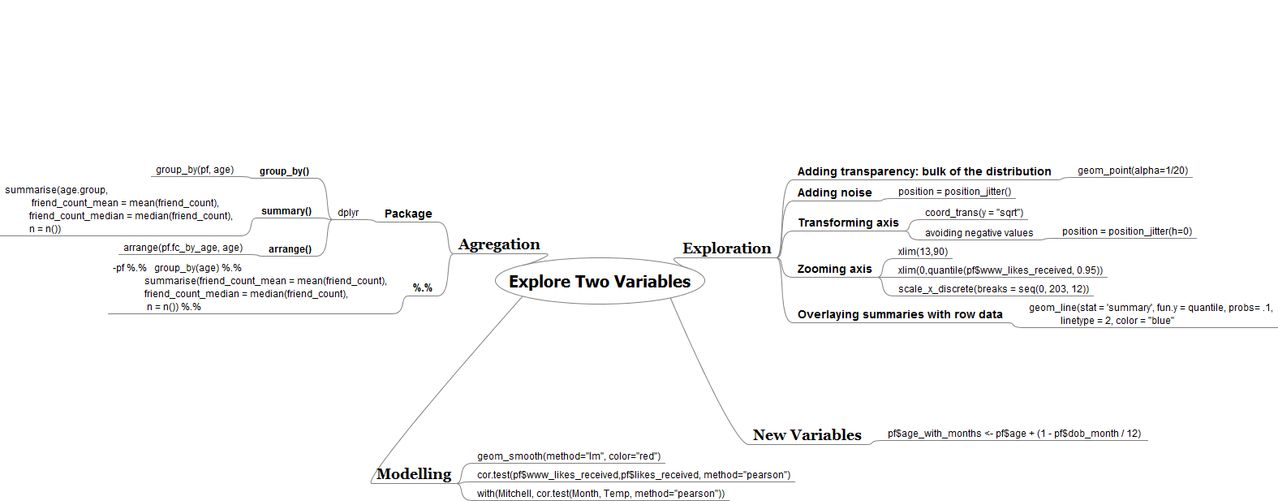 Explore Two Variables
Agregation
Package
dplyr
group_by()
group_by(pf, age)
summary()
summarise(age.group,
friend_count_mean = mean(friend_count),
friend_count_median = median(friend_count),
n = n())
arrange()
arrange(pf.fc_by_age, age)
%.%
-pf %.% group_by(age) %.%
summarise(friend_count_mean = mean(friend_count),
friend_count_median = median(friend_count),
n = n()) %.%
Exploration
Adding transparency: bulk of the distribution
geom_point(alpha=1/20)
Adding noise
position = position_jitter()
Transforming axis
coord_trans(y = "sqrt")
avoiding negative values
position = position_jitter(h=0)
Zooming axis
xlim(13,90)
xlim(0,quantile(pf$www_likes_received, 0.95))
scale_x_discrete(breaks = seq(0, 203, 12))
Overlaying summaries with row data
geom_line(stat = 'summary', fun.y = quantile, probs= .1,
linetype = 2, color = "blue"
New Variables
pf$age_with_months <- pf$age + (1 - pf$dob_month / 12)
Modelling
geom_smooth(method="lm", color="red")
cor.test(pf$www_likes_received,pf$likes_received, method="pearson")
with(Mitchell, cor.test(Month, Temp, method="pearson"))